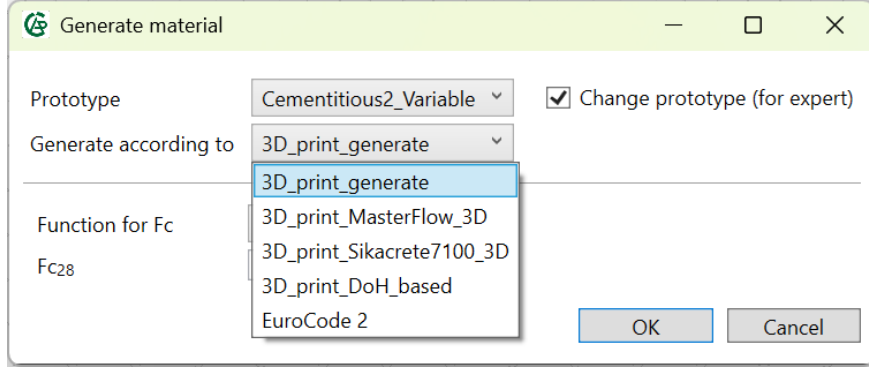 Generate material
Prototype
Cementitious2_Variable
Change prototype (for expert)
Generate according to
3D_print_generate
3D_print_generate
3D_print_MasterFlow_3D
3D_print_Sikacrete7100_3D
3D_print_DoH_based
EuroCode 2
Function for Fc
Fc28
OK
Cancel